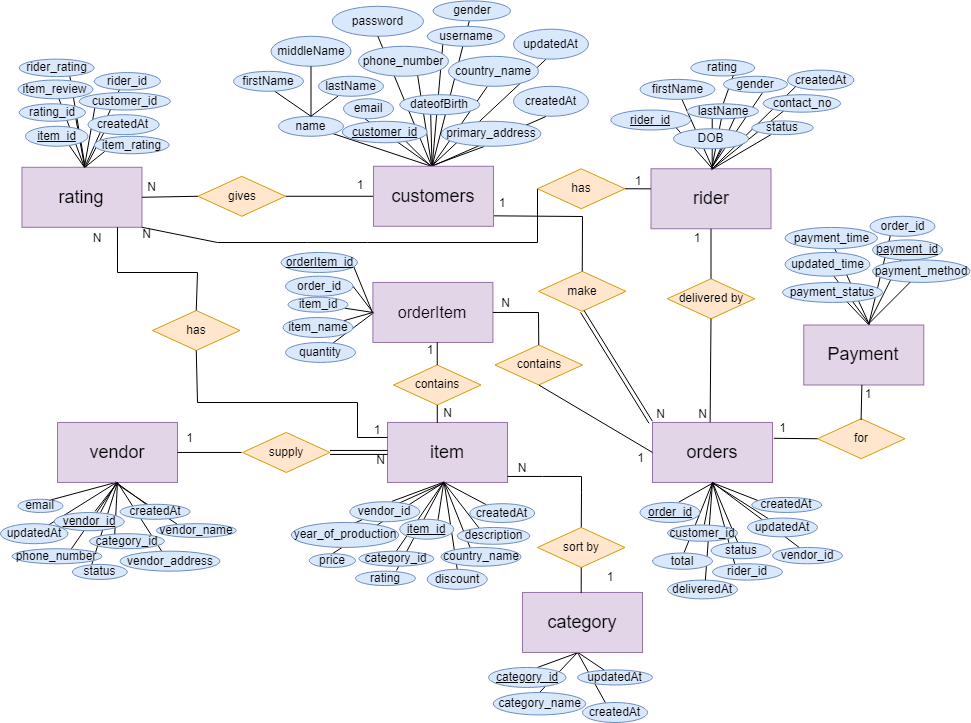 gender
password
username
middleName
phone_number
updatedAt
country_name
firstName
lastName
dateofBirth
createdAt
email
name
customer_id
primary_address
rider_rating
item_review
rider_id
customer_id
rating_id
createdAt
item_id
item_rating
rating
firstName
gender
createdAt
lastName
contact_no
rider_id
DOB
status
rating
N
gives
1
customers
1
has
1
rider
N
N
1
1
order_id
payment_time
payment_id
updated_time
payment_method
payment_status
orderItem_id
order_id
item_id
item_name
quantity
orderItem
N
make
delivered by
has
1
contains
contains
Payment
1
N
N
N
1
1
1
for
vendor
1
supply
N
item
N
1
orders
email
vendor_id
createdAt
updatedAt
vendor_name
category_id
phone_number
vendor_address
status
vendor_id
createdAt
year_of_production
item_id
description
price
category_id
country_name
rating
discount
order_id
createdAt
customer_id
updatedAt
status
vendor_id
total
rider_id
deliveredAt
sort by
1
category
category_id
updatedAt
category_name
createdAt